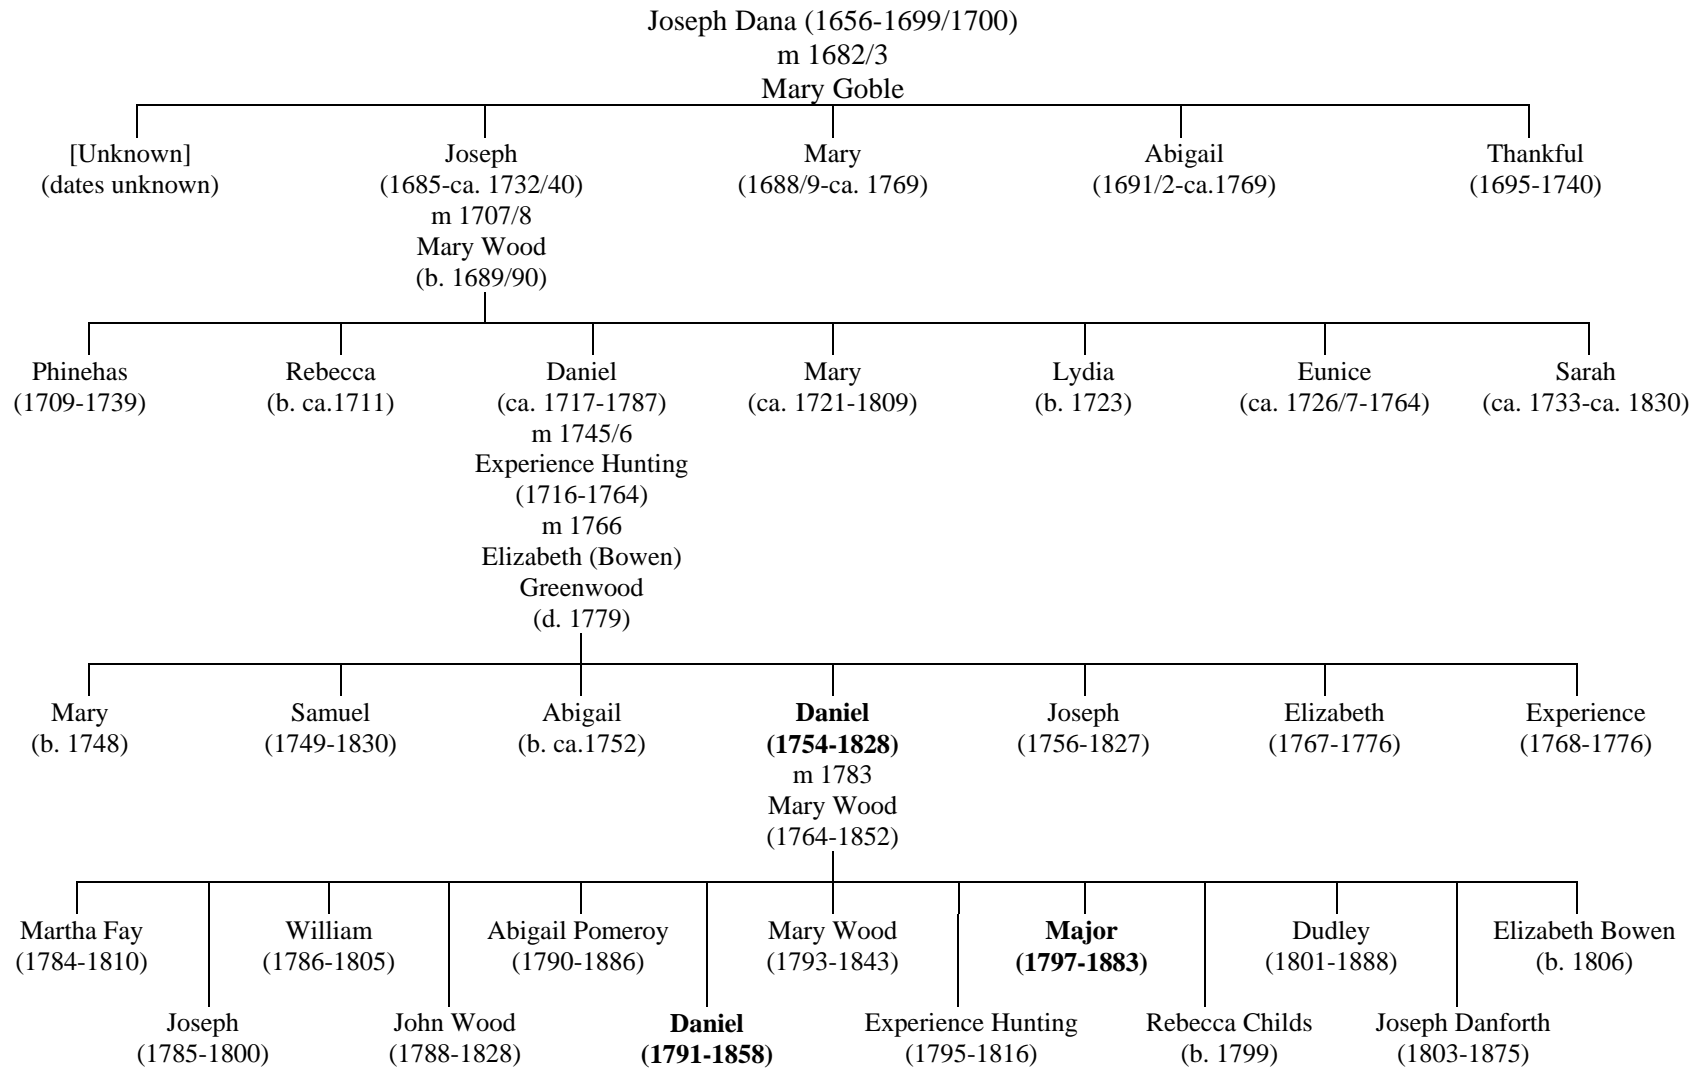 Joseph Dana (1656-1699/1700)
m 1682/3
Mary Goble
[Unknown] Joseph Mary Abigail Thankful
(dates unknown) (1685-ca. 1732/40) (1688/9-ca. 1769) (1691/2-ca.1769) (1695-1740)
m 1707/8
Mary Wood
(b. 1689/90)
Phinehas Rebecca Daniel Mary Lydia Eunice Sarah
(1709-1739) (b. ca.1711) (ca. 1717-1787) (ca. 1721-1809) (b. 1723) (ca. 1726/7-1764) (ca. 1733-ca. 1830)
m 1745/6
Experience Hunting
(1716-1764)
m 1766
Elizabeth (Bowen)
Greenwood
(d. 1779)
Mary Samuel Abigail Daniel Joseph Elizabeth Experience
(b. 1748) (1749-1830) (b. ca.1752) (1754-1828) (1756-1827) (1767-1776) (1768-1776)
m 1783
Mary Wood
(1764-1852)
Martha Fay William Abigail Pomeroy Mary Wood Major Dudley Elizabeth Bowen
(1784-1810) (1786-1805) (1790-1886) (1793-1843) (1797-1883) (1801-1888) (b. 1806)
Joseph John Wood Daniel Experience Hunting Rebecca Childs Joseph Danforth
(1785-1800) (1788-1828) (1791-1858) (1795-1816) (b. 1799) (1803-1875)